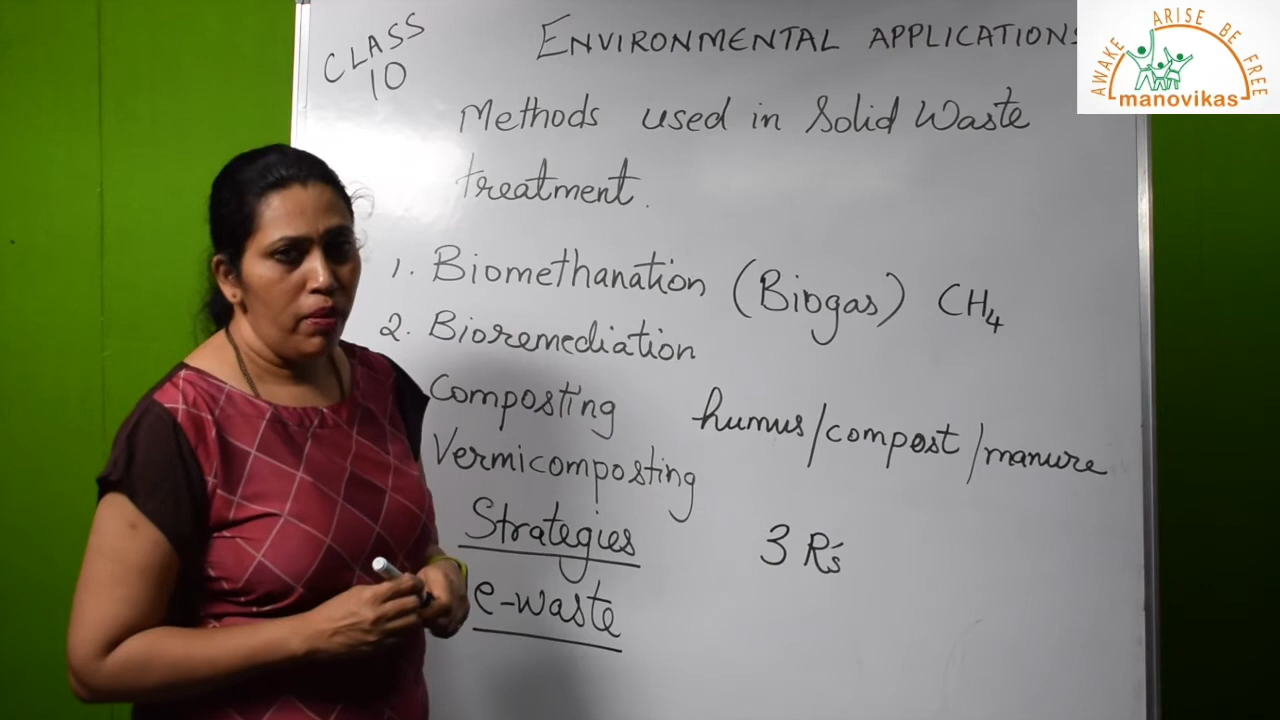 CLASS
10
ENVIRONMENTAL APPLICATIONS
Methods used in Solid Waste
treatment.
1. Biomethanation (Biogas) CH4
2. Bioremediation
Composting humus/compost/manure
Vermicomposting
Strategies 3 R's
e-waste
AWAKE ARISE BE FREE
manovikas